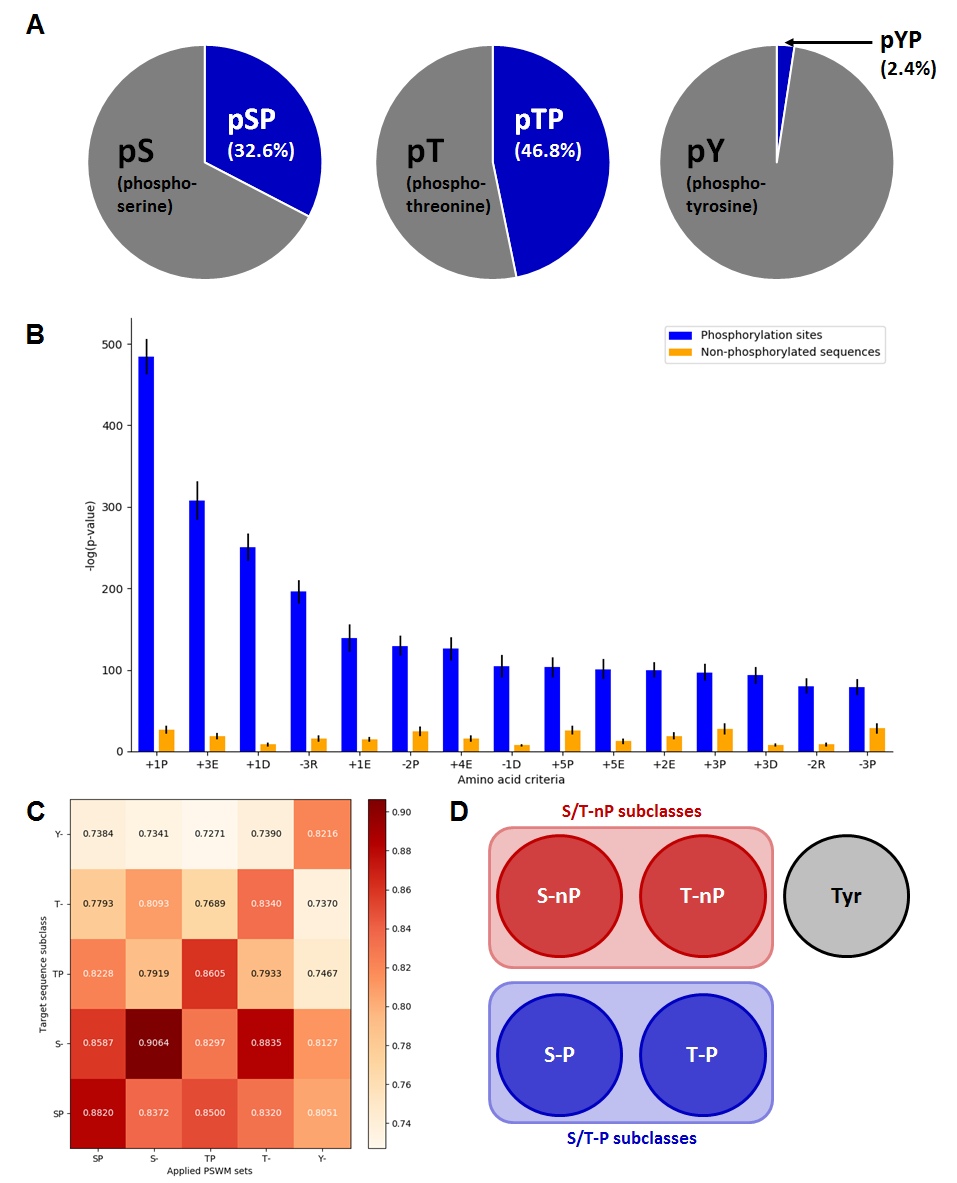 A
pS
(phospho-
serine)
pSP
(32.6%)
pT
(phospho-
threonine)
pTP
(46.8%)
pY
(phospho-
tyrosine)
pYP
(2.4%)
B
Phosphorylation sites
Non-phosphorylated sequences
-log(p-value)
500
400
300
200
100
0
+1P +3E +1D -3R +1E -2P +4E -1D +5P +5E +2E +3P +3D -2R -3P
Amino acid criteria
C
Target sequence subclass
Y- 0.7384 0.7341 0.7271 0.7390 0.8216
T- 0.7793 0.8093 0.7689 0.8340 0.7370
TP 0.8228 0.7919 0.8605 0.7933 0.7467
S- 0.8587 0.9064 0.8297 0.8835 0.8127
SP 0.8820 0.8372 0.8500 0.8320 0.8051
SP S- TP T- Y-
Applied PSWM sets
0.90
0.88
0.86
0.84
0.82
0.80
0.78
0.76
0.74
D
S/T-nP subclasses
S-nP T-nP Tyr
S-P T-P
S/T-P subclasses